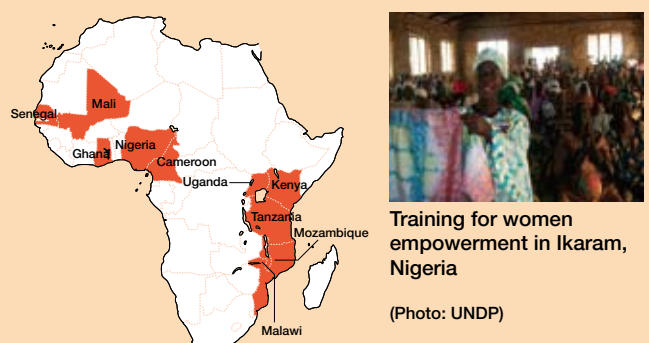 Senegal
Mali
Ghana
Nigeria
Cameroon
Uganda
Kenya
Tanzania
Mozambique
Malawi
Training for women
empowerment in Ikaram,
Nigeria
(Photo: UNDP)